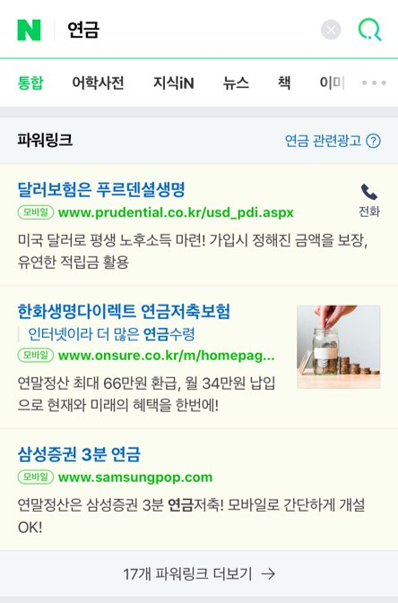 N 연금
통합 어학사전 지식iN 뉴스 책 이미
파워링크 연금 관련광고 ?
달러보험은 푸르덴셜생명
모바일 www.prudential.co.kr/usd_pdi.aspx
전화
미국 달러로 평생 노후소득 마련! 가입시 정해진 금액을 보장,
유연한 적립금 활용
한화생명다이렉트 연금저축보험
인터넷이라 더 많은 연금수령
모바일 www.onsure.co.kr/m/homepag...
연말정산 최대 66만원 환급, 월 34만원 납입
으로 현재와 미래의 혜택을 한번에!
삼성증권 3분 연금
모바일 www.samsungpop.com
연말정산은 삼성증권 3분 연금저축! 모바일로 간단하게 개설
OK!
17개 파워링크 더보기 →